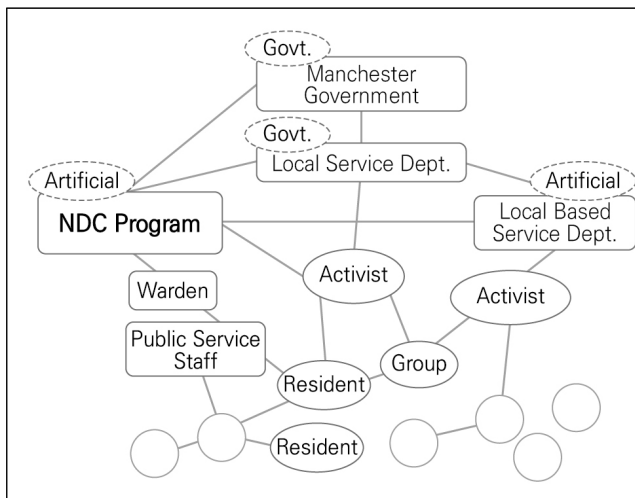 Govt.
Manchester
Government
Govt.
Local Service Dept.
Artificial
Artificial
NDC Program
Local Based
Service Dept.
Activist
Warden
Activist
Public Service
Staff
Group
Resident
Resident